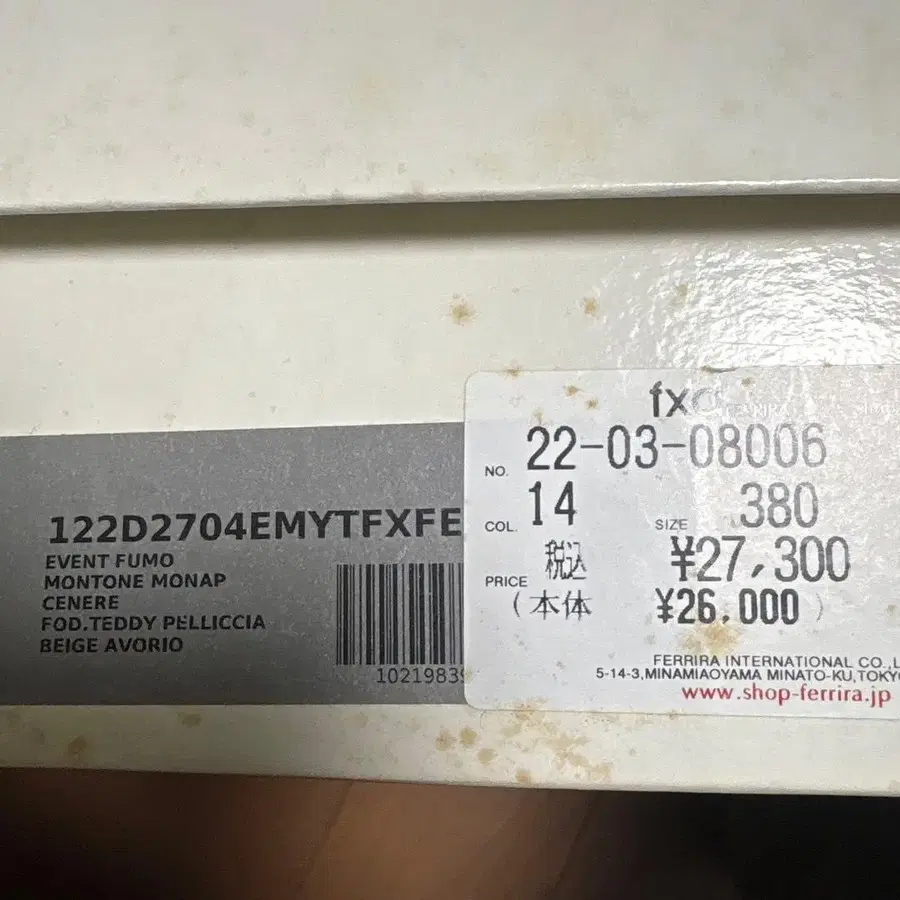 122D2704EMYTFXFE
EVENT FUMO
MONTONE MONAP
CENERE
FOD.TEDDY PELLICCIA
BEIGE AVORIO
1021983
NO. 22-03-08006
COL. 14 SIZE 380
PRICE 税込 ¥27,300
(本体 ¥26,000)
FERRIRA INTERNATIONAL CO.,L
5-14-3,MINAMIAOYAMA MINATO-KU,TOKYO
www.shop-ferrira.jp